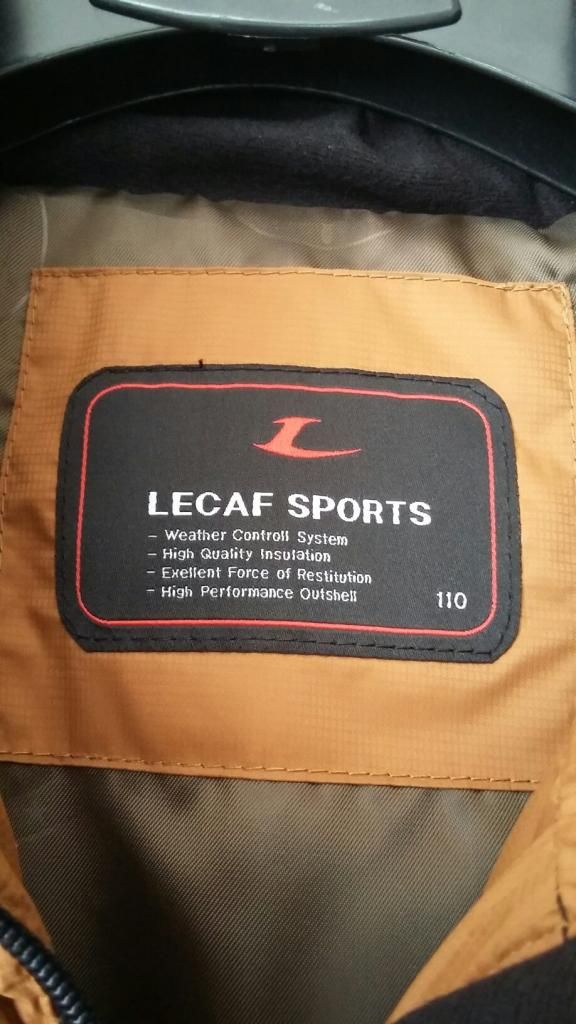 LECAF SPORTS
- Weather Controll System
- High Quality Insulation
- Exellent Force of Restitution
- High Performance Outshell
110